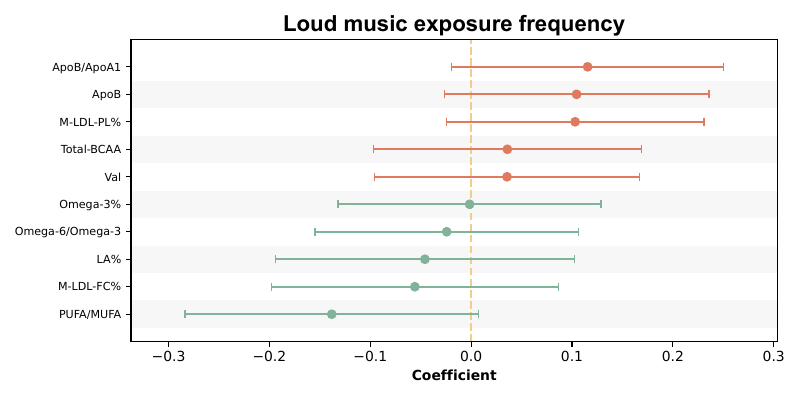 Loud music exposure frequency
ApoB/ApoA1
ApoB
M-LDL-PL%
Total-BCAA
Val
Omega-3%
Omega-6/Omega-3
LA%
M-LDL-FC%
PUFA/MUFA
−0.3 −0.2 −0.1 0.0 0.1 0.2 0.3
Coefficient